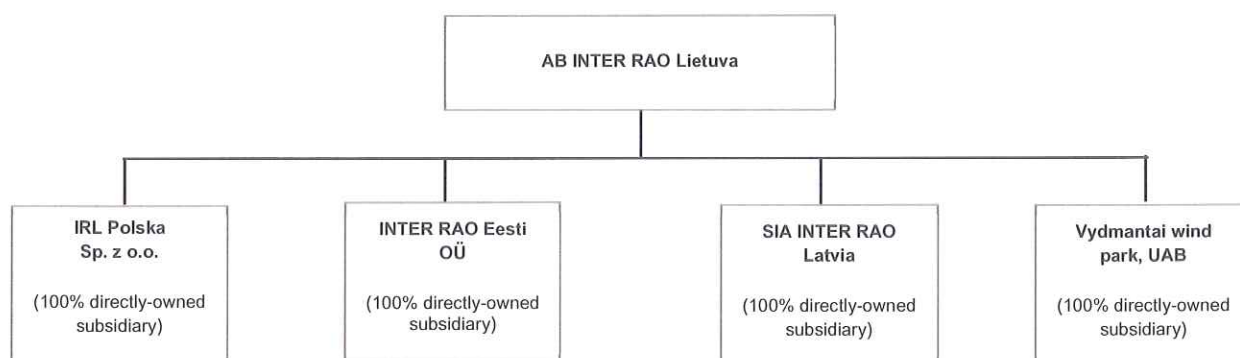 AB INTER RAO Lietuva
IRL Polska
Sp. z o.o.
(100% directly-owned
subsidiary)
INTER RAO Eesti
OÜ
(100% directly-owned
subsidiary)
SIA INTER RAO
Latvia
(100% directly-owned
subsidiary)
Vydmantai wind
park, UAB
(100% directly-owned
subsidiary)